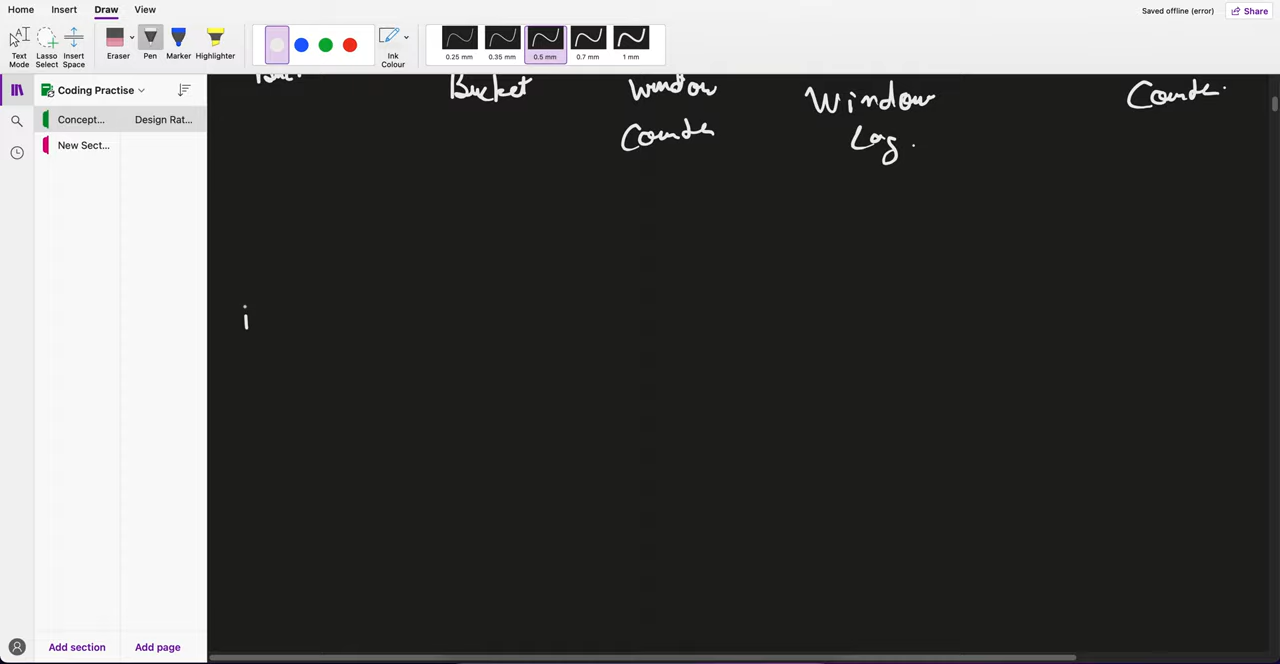 Home Insert Draw View
Saved offline (error) Share
Text Mode
Lasso Select
Insert Space
Eraser
Pen
Marker
Highlighter
Ink Colour
0.25 mm 0.35 mm 0.5 mm 0.7 mm 1 mm
Coding Practise
Concept... Design Rat...
New Sect...
Bucket Window Window
Log.
i
Add section Add page